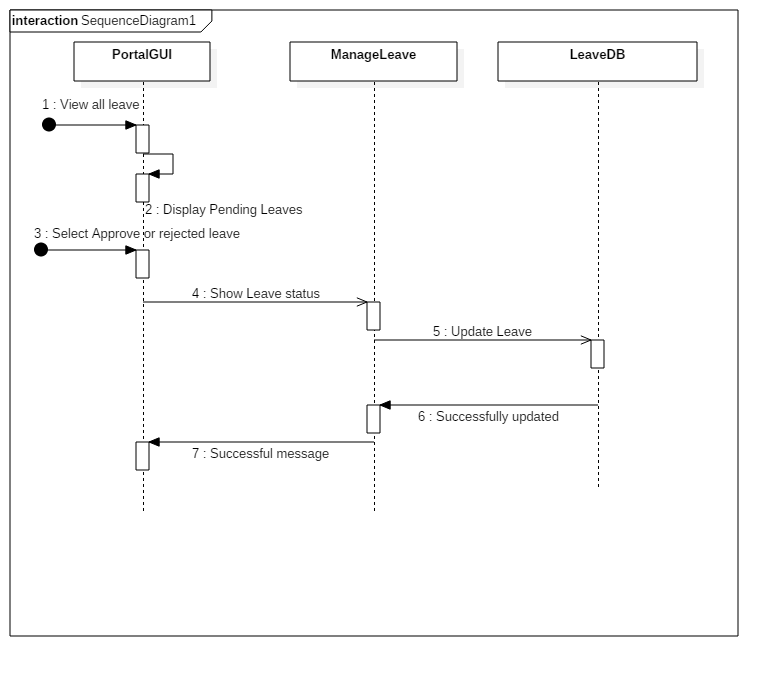 interaction SequenceDiagram1
PortalGUI
ManageLeave
LeaveDB
1 : View all leave
2 : Display Pending Leaves
3 : Select Approve or rejected leave
4 : Show Leave status
5 : Update Leave
6 : Successfully updated
7 : Successful message